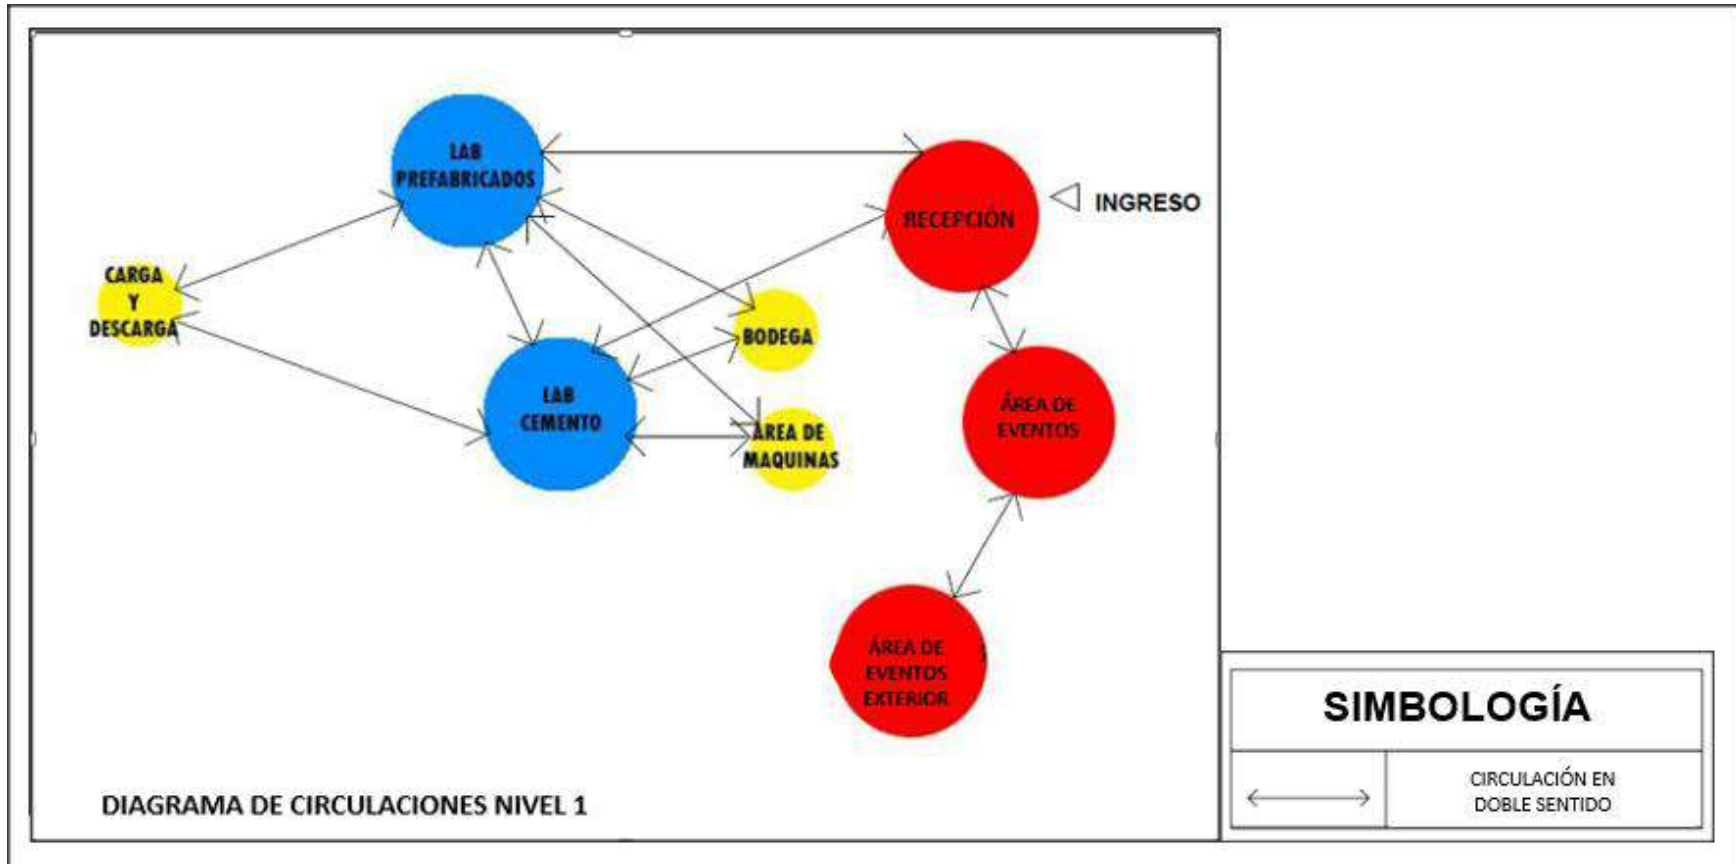 LAB
PREFABRICADOS
RECEPCIÓN
INGRESO
CARGA
Y
DESCARGA
BODEGA
LAB
CEMENTO
ÁREA DE
MAQUINAS
ÁREA DE
EVENTOS
ÁREA DE
EVENTOS
EXTERIOR
DIAGRAMA DE CIRCULACIONES NIVEL 1
SIMBOLOGÍA
CIRCULACIÓN EN
DOBLE SENTIDO